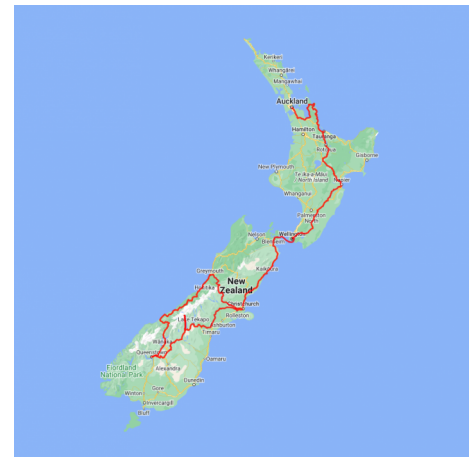 Kerikeri
Whangārei
Mangawhai
Auckland
Hamilton
Tauranga
Rotorua
Gisborne
New Plymouth
Te Ika-a-Māui
North Island
Napier
Whanganui
Palmerston
North
Nelson
Wellington
Blenheim
Greymouth
Kaikōura
Hokitika
New
Zealand
Christchurch
Lake Tekapo
Rolleston
Ashburton
Timaru
Wānaka
Queenstown
Oamaru
Fiordland
National Park
Alexandra
Dunedin
Gore
Winton
Invercargill
Bluff